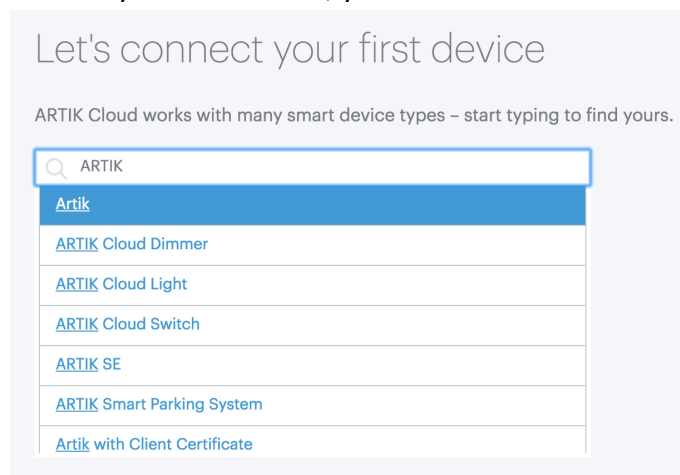 Let's connect your first device
ARTIK Cloud works with many smart device types – start typing to find yours.
ARTIK
Artik
ARTIK Cloud Dimmer
ARTIK Cloud Light
ARTIK Cloud Switch
ARTIK SE
ARTIK Smart Parking System
Artik with Client Certificate